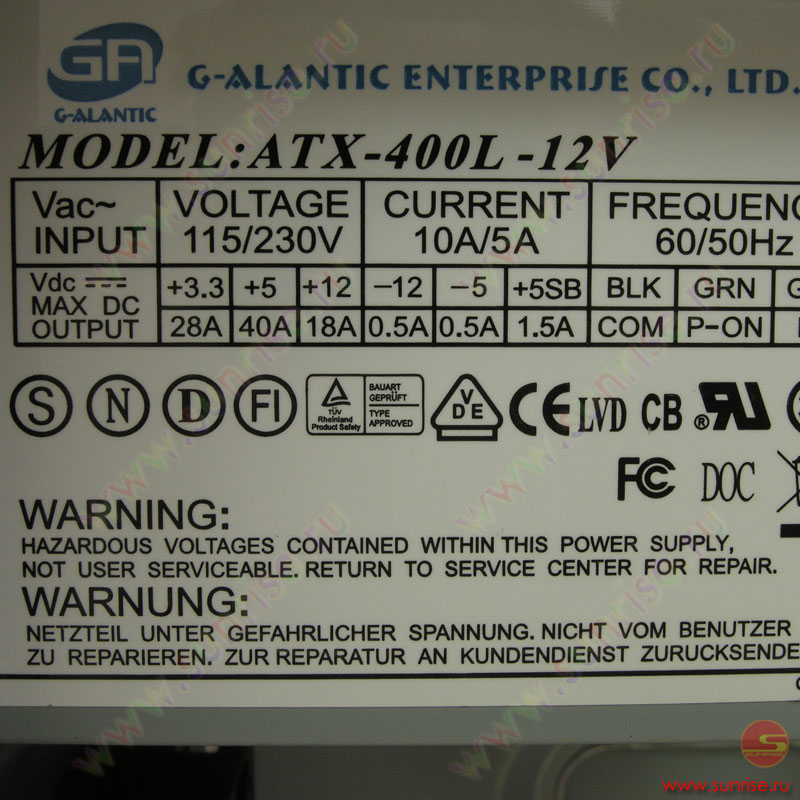 GA
G-ALANTIC
G-ALANTIC ENTERPRISE CO., LTD.
MODEL:ATX-400L-12V
Vac~ INPUT VOLTAGE 115/230V CURRENT 10A/5A FREQUENC 60/50Hz
Vdc MAX DC OUTPUT +3.3 +5 +12 -12 -5 +5SB BLK GRN G
28A 40A 18A 0.5A 0.5A 1.5A COM P-ON
S N D FI TÜV Rheinland Product Safety BAUART GEPRÜFT TYPE APPROVED VDE CE LVD CB ® RU
FC DOC
WARNING:
HAZARDOUS VOLTAGES CONTAINED WITHIN THIS POWER SUPPLY,
NOT USER SERVICEABLE. RETURN TO SERVICE CENTER FOR REPAIR.
WARNUNG:
NETZTEIL UNTER GEFAHRLICHER SPANNUNG. NICHT VOM BENUTZER
ZU REPARIEREN. ZUR REPARATUR AN KUNDENDIENST ZURUCKSENDE
www.sunrise.ru